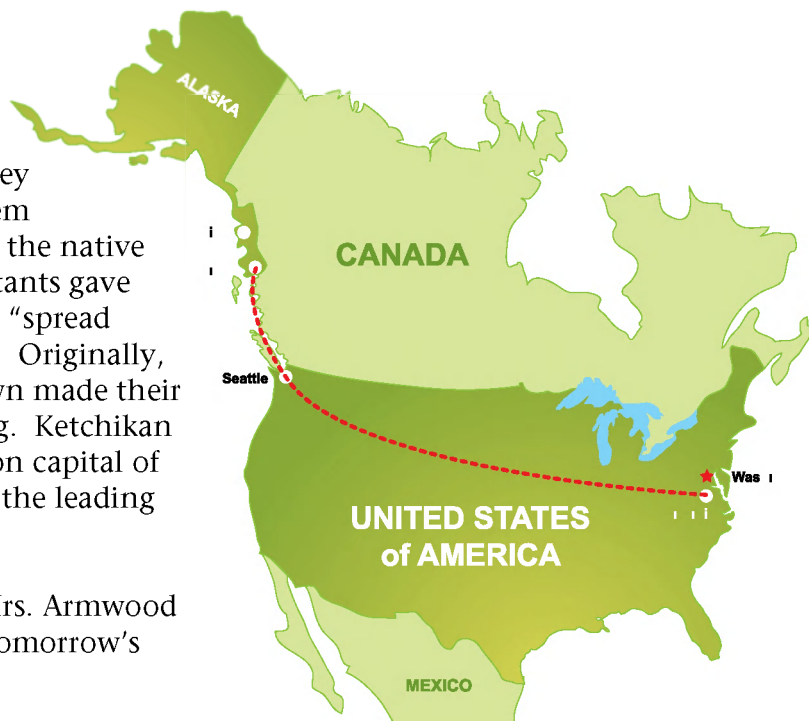 ALASKA
ey
em
the native
tants gave
“spread
Originally,
wn made their
g. Ketchikan
on capital of
the leading
rs. Armwood
omorrow’s
CANADA
Seattle
Was
UNITED STATES
of AMERICA
MEXICO